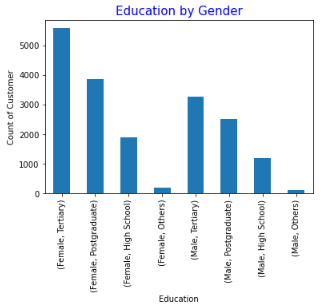 Education by Gender
Count of Customer
5000
4000
3000
2000
1000
0
(Female, Tertiary)
(Female, Postgraduate)
(Female, High School)
(Female, Others)
(Male, Tertiary)
(Male, Postgraduate)
(Male, High School)
(Male, Others)
Education